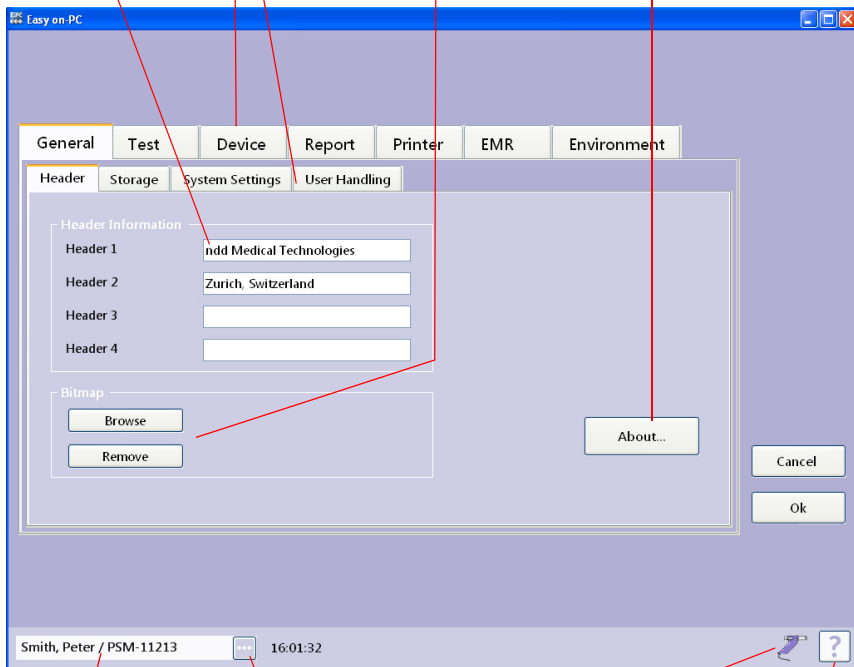 Easy on-PC
General Test Device Report Printer EMR Environment
Header Storage System Settings User Handling
Header Information
Header 1 ndd Medical Technologies
Header 2 Zurich, Switzerland
Header 3
Header 4
Bitmap
Browse
Remove
About...
Cancel
Ok
Smith, Peter / PSM-11213 ... 16:01:32 ?